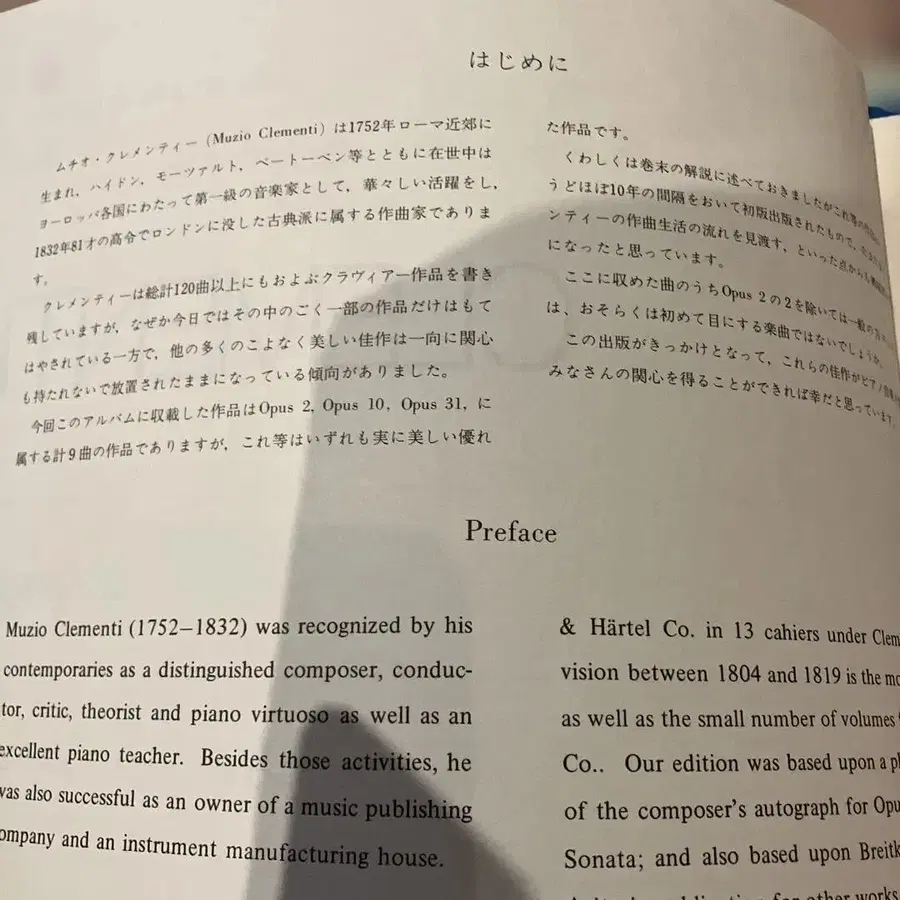 はじめに
ムチオ・クレメンティー (Muzio Clementi) は1752年ローマ近郊に
生まれ, ハイドン, モーツァルト, ベートーベン等とともに在世中は
ヨーロッパ各国にわたって第一級の音楽家として, 華々しい活躍をし,
1832年81才の高令でロンドンに没した古典派に属する作曲家でありま
す。
クレメンティーは総計120曲以上にもおよぶクラヴィアー作品を書き
残していますが, なぜか今日ではその中のごく一部の作品だけはもて
はやされている一方で, 他の多くのこよなく美しい佳作は一向に関心
も持たれないで放置されたままになっている傾向がありました。
今回このアルバムに収載した作品はOpus 2, Opus 10, Opus 31, に
属する計9曲の作品でありますが, これ等はいずれも実に美しい優れ
た作品です。
くわしくは巻末の解説に述べておきましたがこれ等の
うどほぼ10年の間隔をおいて初版出版されたもので,
ンティーの作曲生活の流れを見渡す, といった点からも
になったと思っています。
ここに収めた曲のうちOpus 2の2を除いては一般の
は, おそらくは初めて目にする楽曲ではないでしょうか。
この出版がきっかけとなって, これらの佳作がピアノ
みなさんの関心を得ることができれば幸だと思っています。
Preface
Muzio Clementi (1752–1832) was recognized by his
contemporaries as a distinguished composer, conduc-
tor, critic, theorist and piano virtuoso as well as an
excellent piano teacher. Besides those activities, he
was also successful as an owner of a music publishing
ompany and an instrument manufacturing house.
& Härtel Co. in 13 cahiers under Clem
vision between 1804 and 1819 is the mo
as well as the small number of volumes
Co.. Our edition was based upon a ph
of the composer's autograph for Opu
Sonata; and also based upon Breitk
for other works